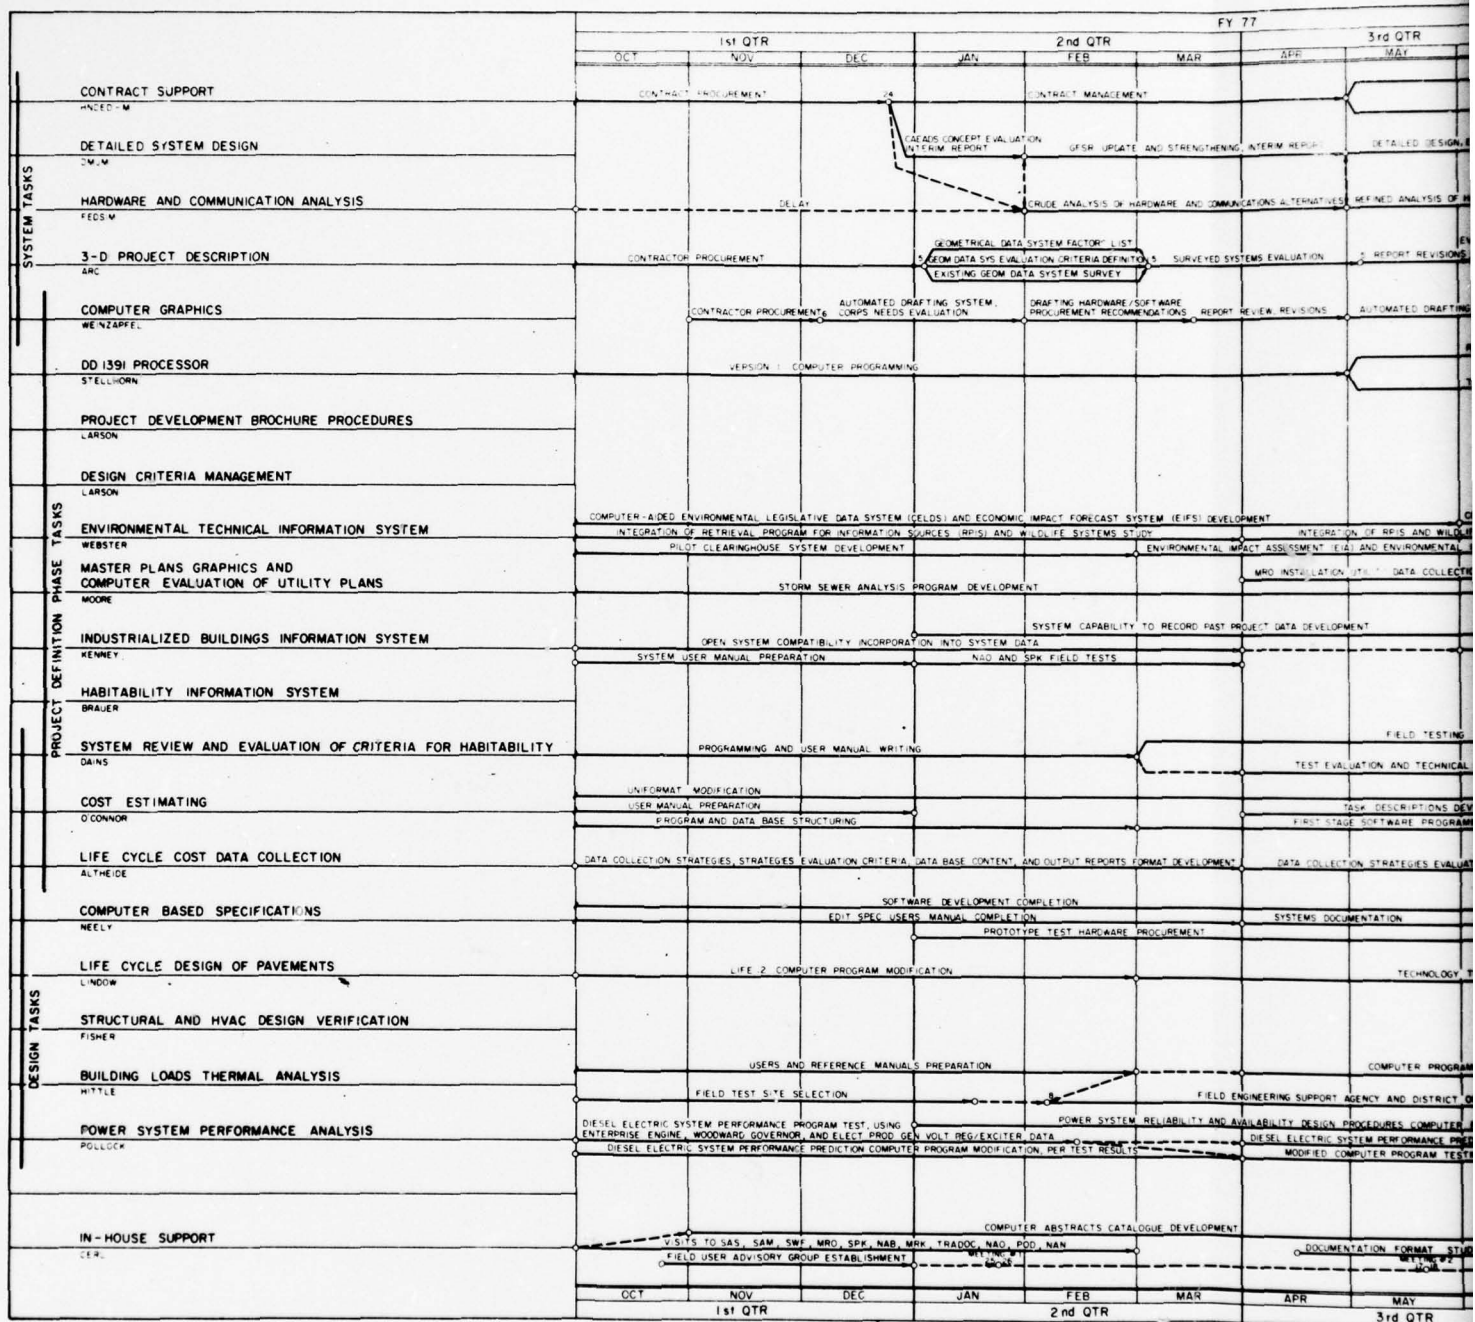 FY 77
1st QTR 2nd QTR 3rd QTR
OCT NOV DEC JAN FEB MAR APR MAY
SYSTEM TASKS
PROJECT DEFINITION PHASE TASKS
DESIGN TASKS
CONTRACT SUPPORT
HNDED-M
CONTRACT PROCUREMENT
24
CONTRACT MANAGEMENT
DETAILED SYSTEM DESIGN
DMJM
CAEADS CONCEPT EVALUATION
INTERIM REPORT
GFSR UPDATE AND STRENGTHENING, INTERIM REPORT
DETAILED DESIGN,
HARDWARE AND COMMUNICATION ANALYSIS
FEDSIM
DELAY
CRUDE ANALYSIS OF HARDWARE AND COMMUNICATIONS ALTERNATIVES
REFINED ANALYSIS OF
3-D PROJECT DESCRIPTION
ARC
CONTRACTOR PROCUREMENT
5
GEOMETRICAL DATA SYSTEM FACTORS LIST
GEOM DATA SYS EVALUATION CRITERIA DEFINITION
EXISTING GEOM DATA SYSTEM SURVEY
5
SURVEYED SYSTEMS EVALUATION
5
REPORT REVISIONS
COMPUTER GRAPHICS
WEINZAPFEL
CONTRACTOR PROCUREMENT
6
AUTOMATED DRAFTING SYSTEM,
CORPS NEEDS EVALUATION
DRAFTING HARDWARE/SOFTWARE
PROCUREMENT RECOMMENDATIONS
REPORT REVIEW, REVISIONS
AUTOMATED DRAFTING
DD 1391 PROCESSOR
STELLHORN
VERSION I COMPUTER PROGRAMMING
PROJECT DEVELOPMENT BROCHURE PROCEDURES
LARSON
DESIGN CRITERIA MANAGEMENT
LARSON
ENVIRONMENTAL TECHNICAL INFORMATION SYSTEM
WEBSTER
COMPUTER-AIDED ENVIRONMENTAL LEGISLATIVE DATA SYSTEM (CELDS) AND ECONOMIC IMPACT FORECAST SYSTEM (EIFS) DEVELOPMENT
INTEGRATION OF RETRIEVAL PROGRAM FOR INFORMATION SOURCES (RPIS) AND WILDLIFE SYSTEMS STUDY
INTEGRATION OF RPIS AND
PILOT CLEARINGHOUSE SYSTEM DEVELOPMENT
ENVIRONMENTAL IMPACT ASSESSMENT (EIA) AND ENVIRONMENTAL
MASTER PLANS GRAPHICS AND
COMPUTER EVALUATION OF UTILITY PLANS
MOORE
MRO INSTALLATION UTILITY DATA
STORM SEWER ANALYSIS PROGRAM DEVELOPMENT
INDUSTRIALIZED BUILDINGS INFORMATION SYSTEM
KENNEY
SYSTEM CAPABILITY TO RECORD PAST PROJECT DATA DEVELOPMENT
OPEN SYSTEM COMPATIBILITY INCORPORATION INTO SYSTEM DATA
SYSTEM USER MANUAL PREPARATION
NAO AND SPK FIELD TESTS
HABITABILITY INFORMATION SYSTEM
BRAUER
SYSTEM REVIEW AND EVALUATION OF CRITERIA FOR HABITABILITY
DAINS
PROGRAMMING AND USER MANUAL WRITING
FIELD TESTING
TEST EVALUATION AND TECHNICAL
COST ESTIMATING
O'CONNOR
UNIFORMAT MODIFICATION
USER MANUAL PREPARATION
PROGRAM AND DATA BASE STRUCTURING
TASK DESCRIPTIONS
FIRST STAGE SOFTWARE
LIFE CYCLE COST DATA COLLECTION
ALTHEIDE
DATA COLLECTION STRATEGIES, STRATEGIES EVALUATION CRITERIA, DATA BASE CONTENT, AND OUTPUT REPORTS FORMAT DEVELOPMENT
DATA COLLECTION STRATEGIES
COMPUTER BASED SPECIFICATIONS
NEELY
SOFTWARE DEVELOPMENT COMPLETION
EDIT SPEC USERS MANUAL COMPLETION
SYSTEMS DOCUMENTATION
PROTOTYPE TEST HARDWARE PROCUREMENT
LIFE CYCLE DESIGN OF PAVEMENTS
LINDOW
LIFE 2 COMPUTER PROGRAM MODIFICATION
TECHNOLOGY
STRUCTURAL AND HVAC DESIGN VERIFICATION
FISHER
BUILDING LOADS THERMAL ANALYSIS
HITTLE
USERS AND REFERENCE MANUALS PREPARATION
COMPUTER
FIELD TEST SITE SELECTION
FIELD ENGINEERING SUPPORT AGENCY AND DISTRICT
POWER SYSTEM PERFORMANCE ANALYSIS
POLLOCK
DIESEL ELECTRIC SYSTEM PERFORMANCE PROGRAM TEST, USING
ENTERPRISE ENGINE, WOODWARD GOVERNOR, AND ELECT PROD GEN VOLT REG/EXCITER DATA
POWER SYSTEM RELIABILITY AND AVAILABILITY DESIGN PROCEDURES COMPUTER
DIESEL ELECTRIC SYSTEM PERFORMANCE
DIESEL ELECTRIC SYSTEM PERFORMANCE PREDICTION COMPUTER PROGRAM MODIFICATION, PER TEST RESULTS
MODIFIED COMPUTER PROGRAM
IN-HOUSE SUPPORT
CERL
COMPUTER ABSTRACTS CATALOGUE DEVELOPMENT
VISITS TO SAS, SAM, SWF, MRO, SPK, NAB, MRK, TRADOC, NAO, POD, NAN
FIELD USER ADVISORY GROUP ESTABLISHMENT
MEETING #1
25 26
DOCUMENTATION FORMAT
MEETING #2
OCT NOV DEC JAN FEB MAR APR MAY
1st QTR 2nd QTR 3rd QTR